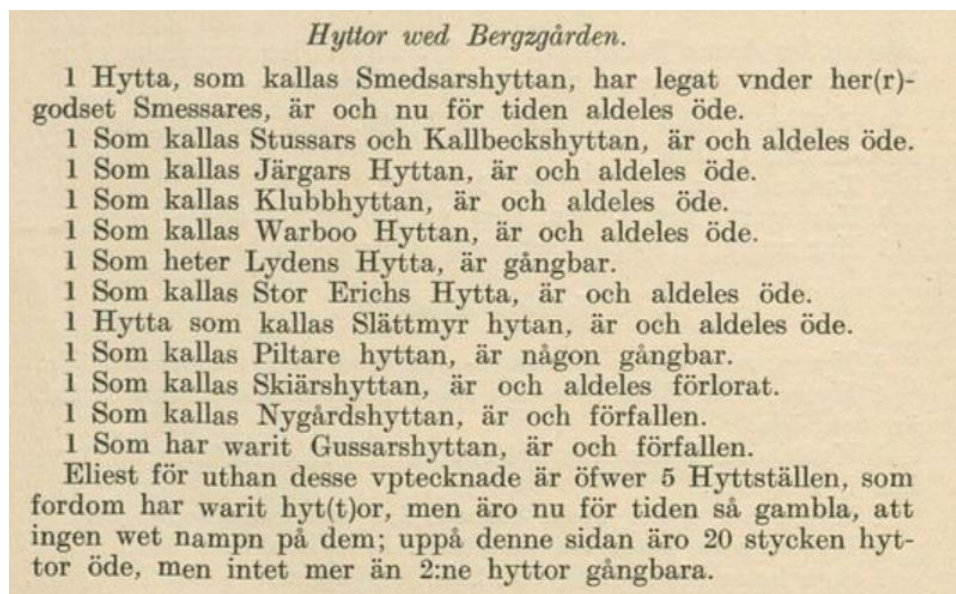 Hyttor wed Bergzgården.
1 Hytta, som kallas Smedsarshyttan, har legat vnder her(r)-
godset Smessares, är och nu för tiden aldeles öde.
1 Som kallas Stussars och Kallbeckshyttan, är och aldeles öde.
1 Som kallas Järgars Hyttan, är och aldeles öde.
1 Som kallas Klubbhyttan, är och aldeles öde.
1 Som kallas Warboo Hyttan, är och aldeles öde.
1 Som heter Lydens Hytta, är gångbar.
1 Som kallas Stor Erichs Hytta, är och aldeles öde.
1 Hytta som kallas Slättmyr hytan, är och aldeles öde.
1 Som kallas Piltare hyttan, är någon gångbar.
1 Som kallas Skiärshyttan, är och aldeles förlorat.
1 Som kallas Nygårdshyttan, är och förfallen.
1 Som har warit Gussarshyttan, är och förfallen.
Eliest för uthan desse vptecknade är öfwer 5 Hyttställen, som
fordom har warit hyt(t)or, men äro nu för tiden så gambla, att
ingen wet nampn på dem; uppå denne sidan äro 20 stycken hyt-
tor öde, men intet mer än 2:ne hyttor gångbara.